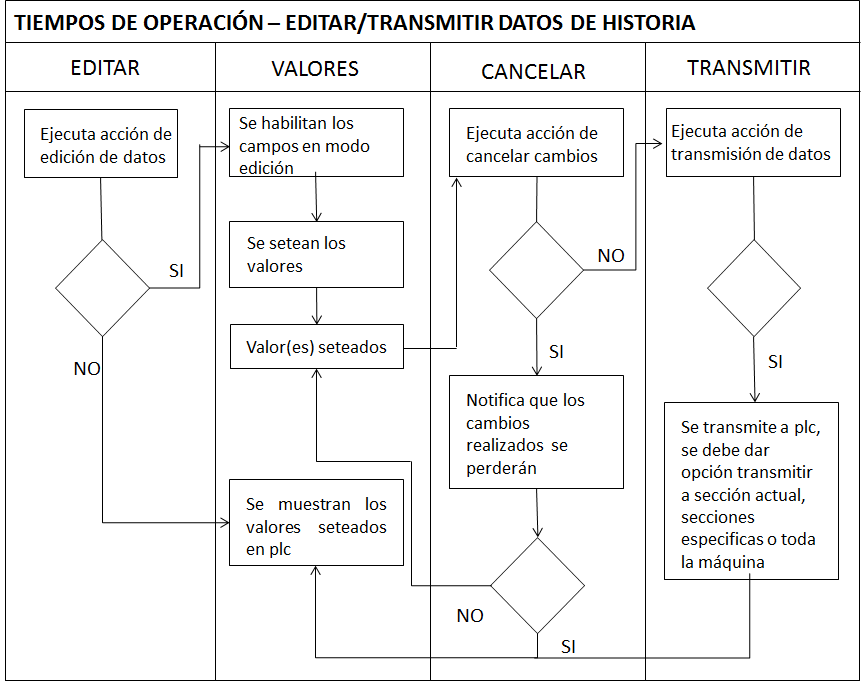 TIEMPOS DE OPERACIÓN – EDITAR/TRANSMITIR DATOS DE HISTORIA
EDITAR
VALORES
CANCELAR
TRANSMITIR
Ejecuta acción de
edición de datos
SI
NO
Se habilitan los
campos en modo
edición
Se setean los
valores
Valor(es) seteados
Se muestran los
valores seteados
en plc
Ejecuta acción de
cancelar cambios
NO
SI
Notifica que los
cambios
realizados se
perderán
NO
SI
Ejecuta acción de
transmisión de datos
SI
Se transmite a plc,
se debe dar
opción transmitir
a sección actual,
secciones
especificas o toda
la máquina